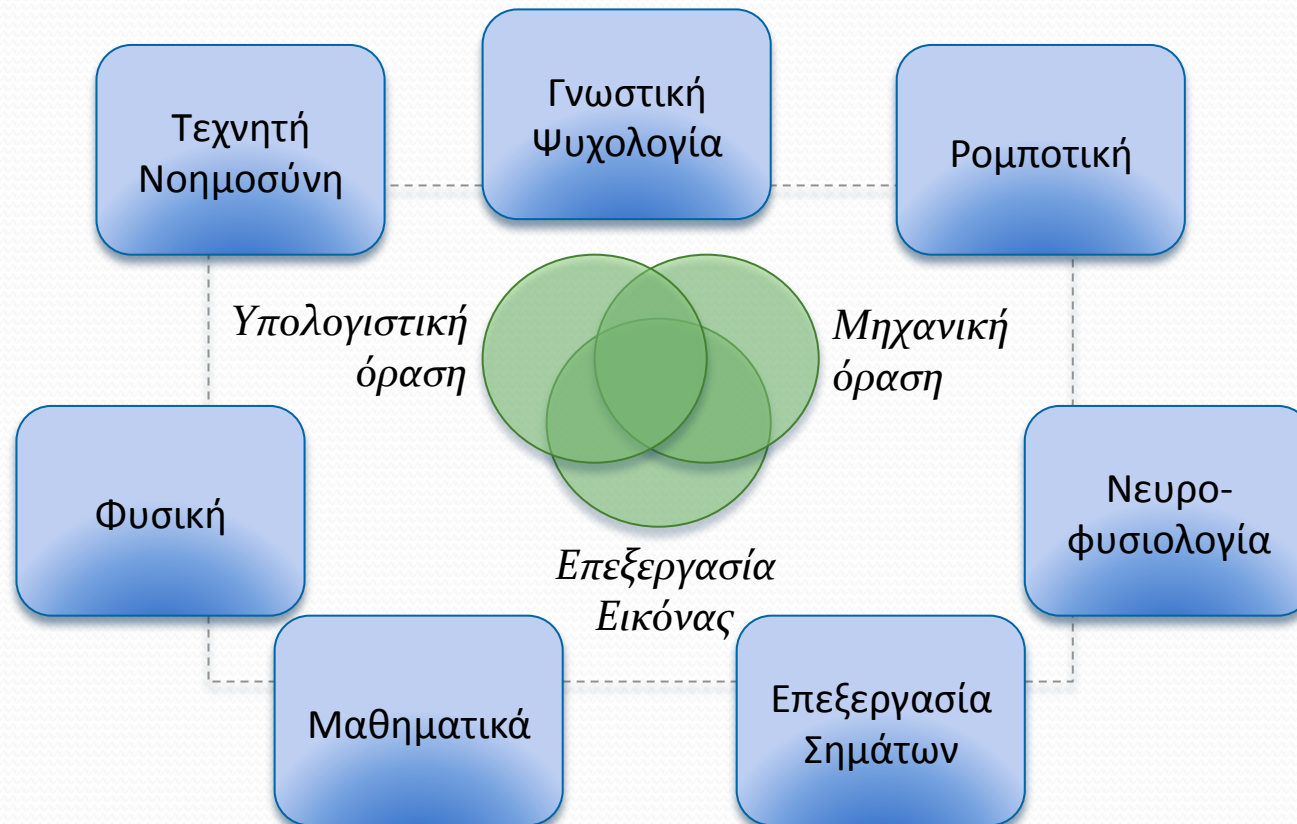 Τεχνητή
Νοημοσύνη
Γνωστική
Ψυχολογία
Ρομποτική
Υπολογιστική
όραση
Μηχανική
όραση
Φυσική
Νευρο-
φυσιολογία
Επεξεργασία
Εικόνας
Μαθηματικά
Επεξεργασία
Σημάτων